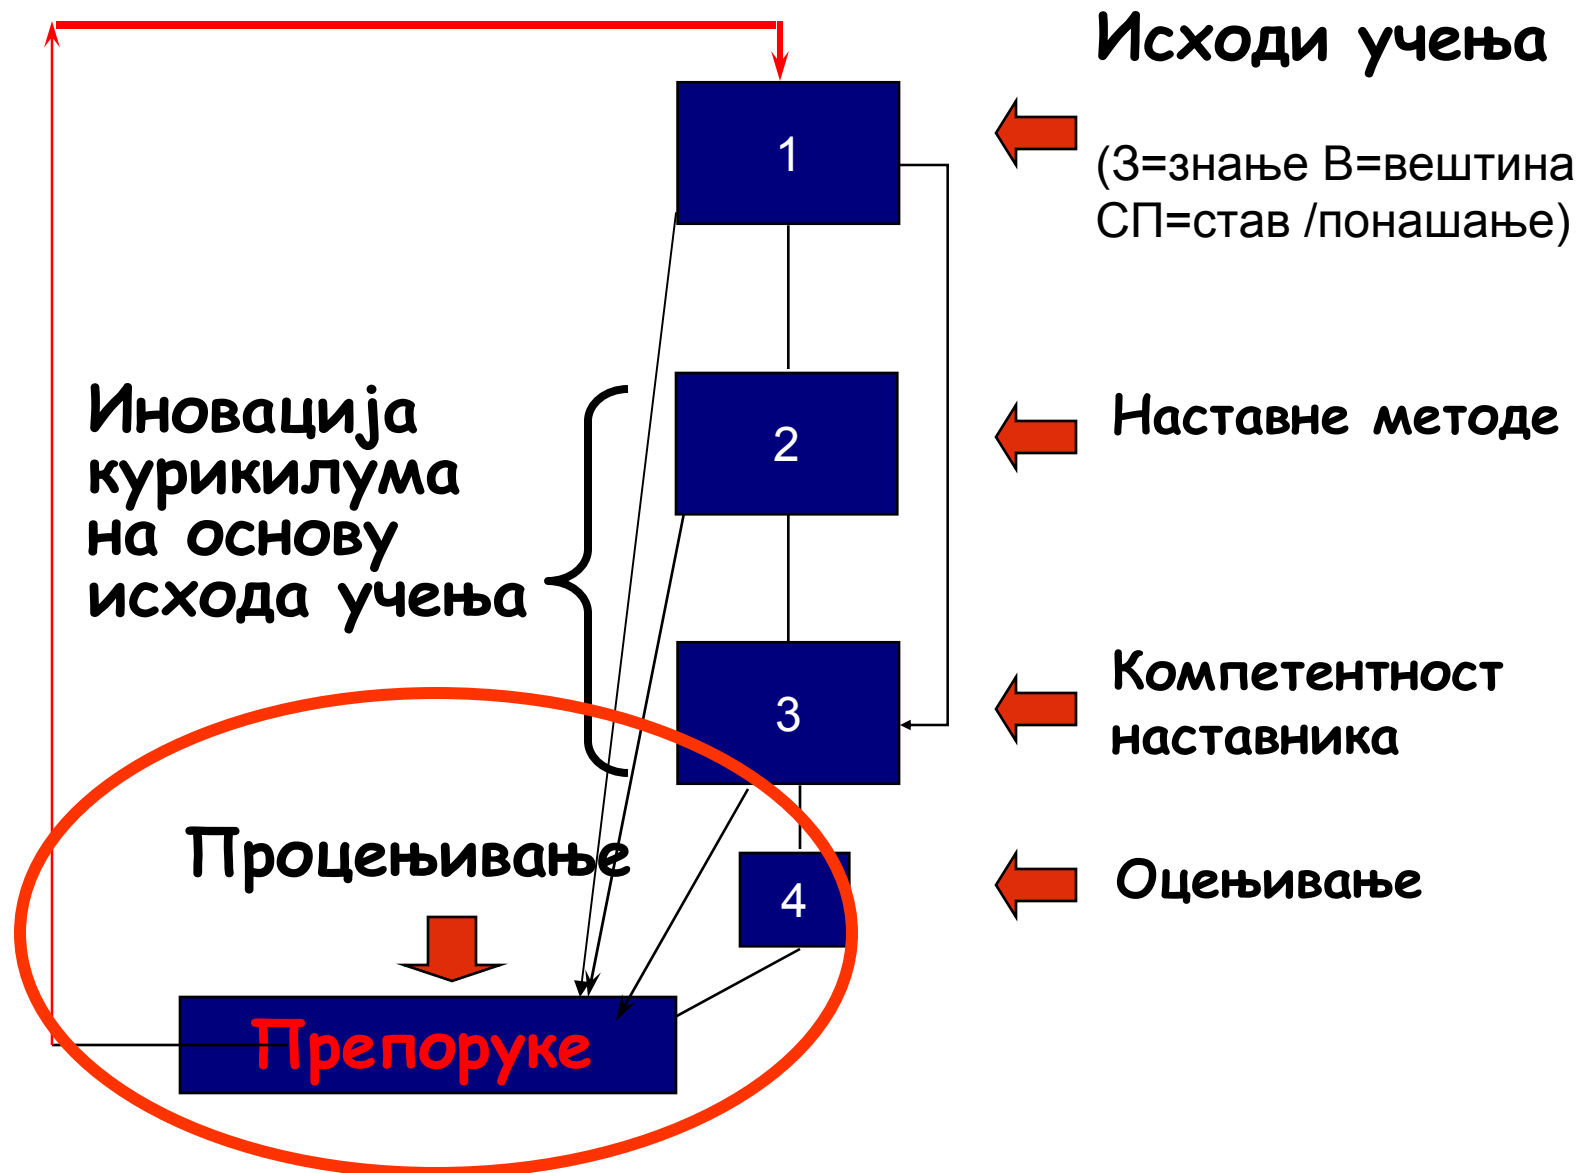 Исходи учења
1
(З=знање В=вештина
СП=став /понашање)
Иновација
курикилума
на основу
исхода учења
2
Наставне методе
3
Компетентност
наставника
Процењивање
4
Оцењивање
Препоруке